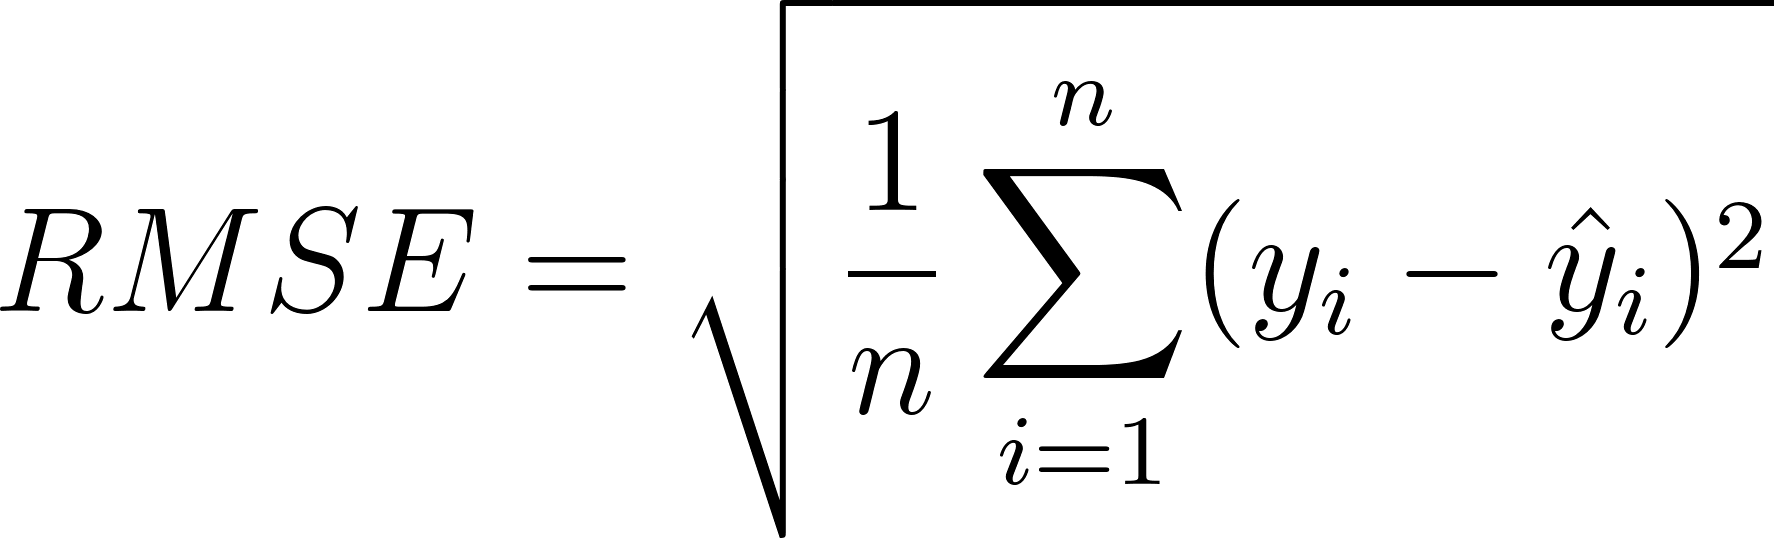 $RMSE = \sqrt{\frac{1}{n} \sum_{i=1}^{n} (y_i - \hat{y}_i)^2}$